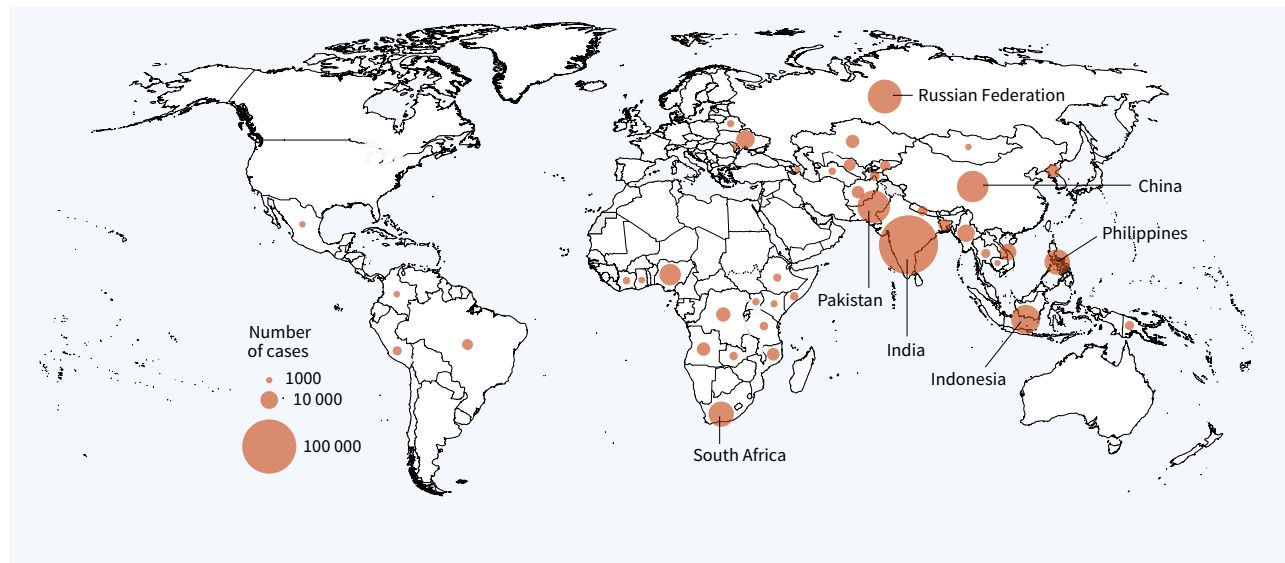 Russian Federation
China
Philippines
Pakistan
India
Indonesia
South Africa
Number
of cases
1000
10 000
100 000